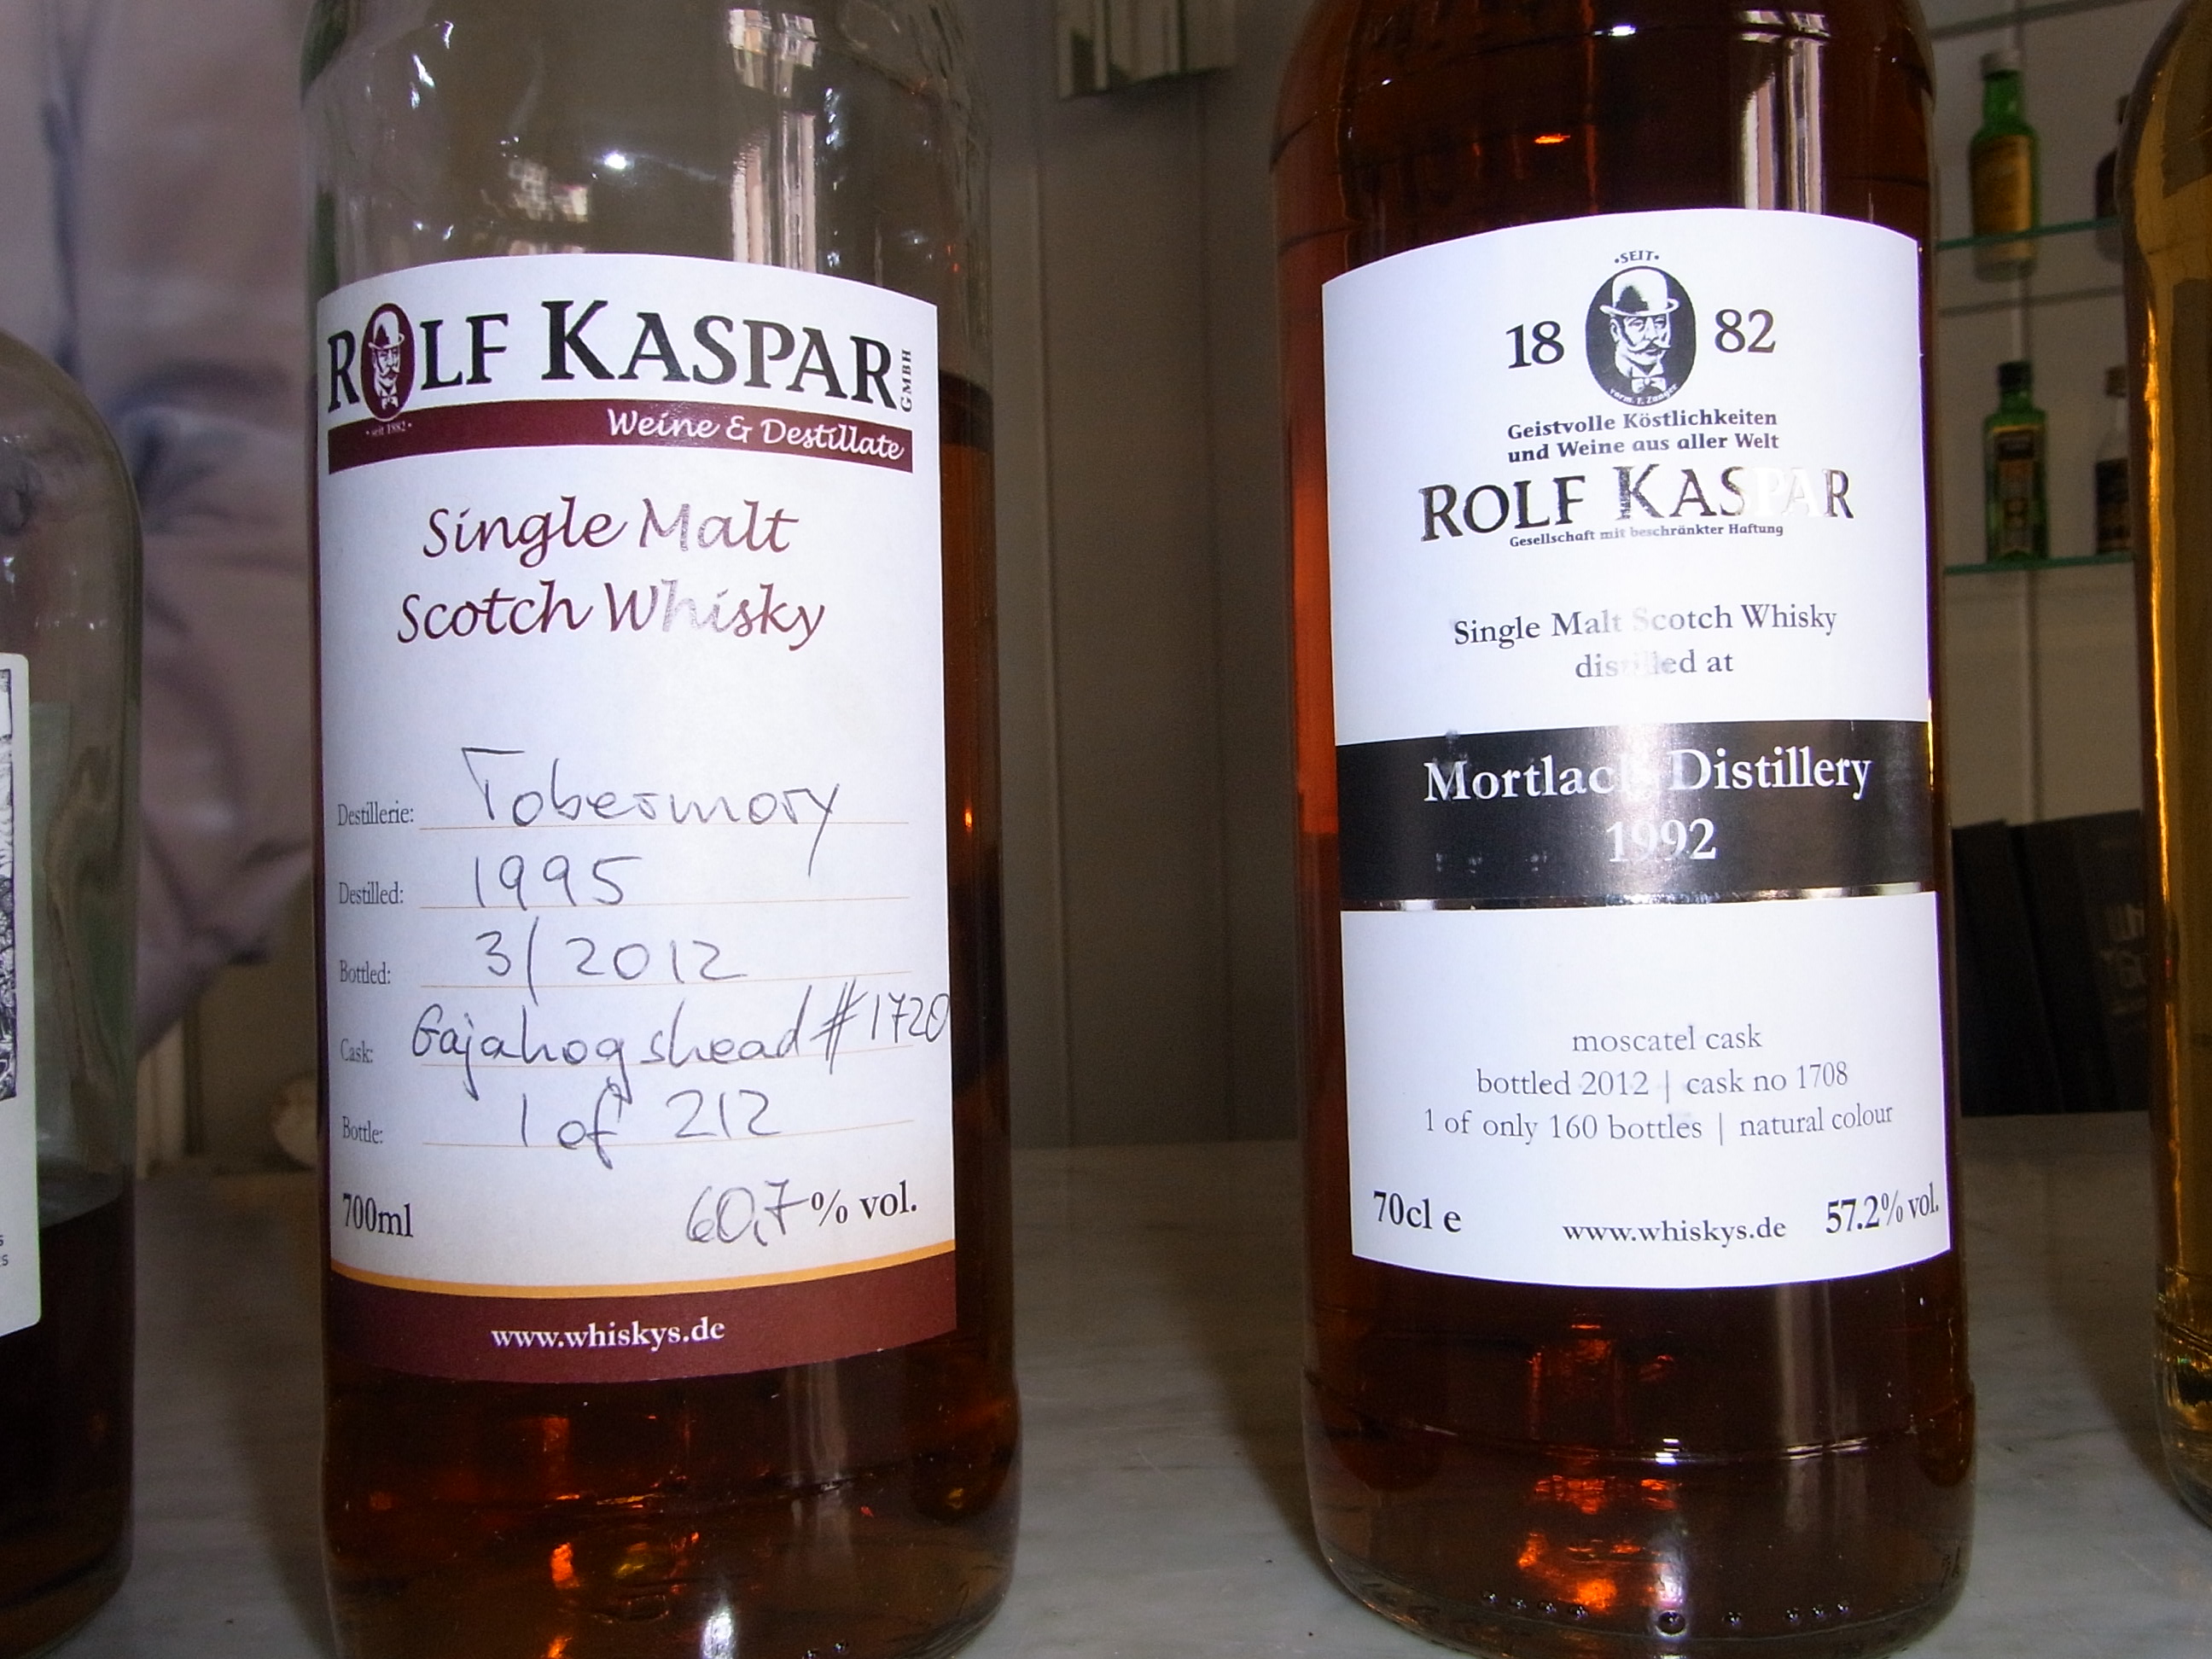 ROLF KASPAR GMBH
· seit 1882 ·
Weine & Destillate
Single Malt
Scotch Whisky
Destillerie: Tobermory
Destilled: 1995
Bottled: 3/2012
Cask: Gajahogshead #1720
Bottle: 1 of 212
700ml 60,7% vol.
www.whiskys.de
·SEIT·
18 82
vorm. F. Zanger
Geistvolle Köstlichkeiten
und Weine aus aller Welt
ROLF KASPAR
Gesellschaft mit beschränkter Haftung
Single Malt Scotch Whisky
distilled at
Mortlach Distillery
1992
moscatel cask
bottled 2012 | cask no 1708
1 of only 160 bottles | natural colour
70cl e www.whiskys.de 57.2% vol.